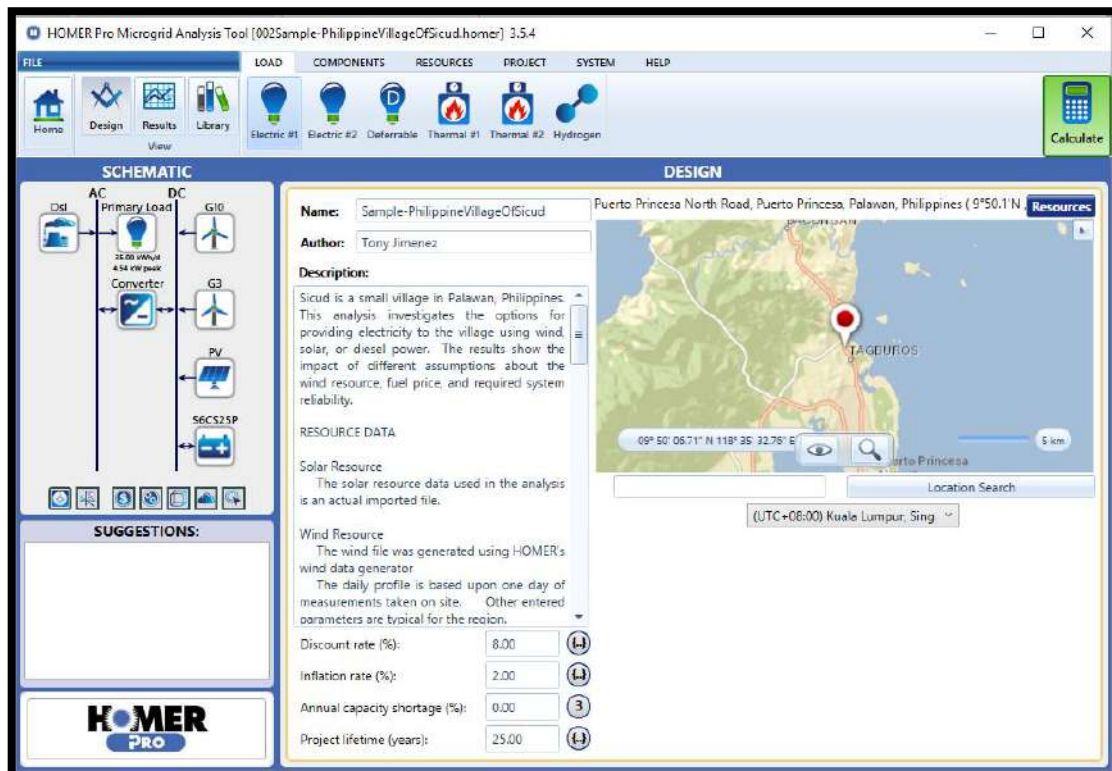 HOMER Pro Microgrid Analysis Tool [002Sample-PhilippineVillageOfSicud.homer] 3.5.4
FILE
LOAD COMPONENTS RESOURCES PROJECT SYSTEM HELP
Home
Design Results Library
View
D
Electric #1 Electric #2 Deferrable Thermal #1 Thermal #2 Hydrogen
Calculate
SCHEMATIC
AC DC
Dsl Primary Load G10
25.00 kWh/d
4.54 kW peak
Converter G3
PV
S6CS25P
SUGGESTIONS:
HOMER
PRO
DESIGN
Name: Sample-PhilippineVillageOfSicud
Author: Tony Jimenez
Description:
Sicud is a small village in Palawan, Philippines.
This analysis investigates the options for
providing electricity to the village using wind,
solar, or diesel power. The results show the
impact of different assumptions about the
wind resource, fuel price, and required system
reliability.
RESOURCE DATA
Solar Resource
The solar resource data used in the analysis
is an actual imported file.
Wind Resource
The wind file was generated using HOMER's
wind data generator
The daily profile is based upon one day of
measurements taken on site. Other entered
parameters are typical for the region.
Discount rate (%): 8.00 {..}
Inflation rate (%): 2.00 {..}
Annual capacity shortage (%): 0.00 3
Project lifetime (years): 25.00 {..}
Puerto Princesa North Road, Puerto Princesa, Palawan, Philippines ( 9°50.1'N ,
Resources
TAGBUROS
09° 50' 06.71" N 118° 35' 32.76" E
5 km
Princesa
Location Search
(UTC+08:00) Kuala Lumpur, Sing